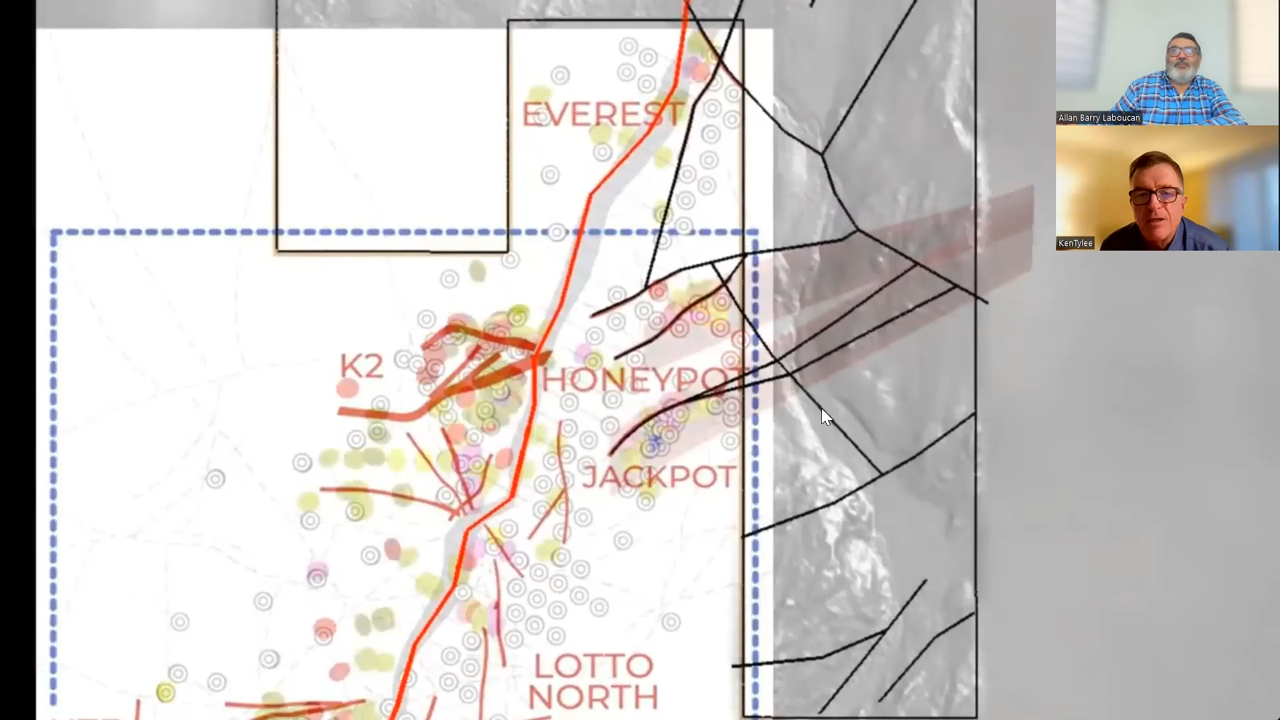 EVEREST
K2
HONEYPOT
JACKPOT
LOTTO
NORTH
Allan Barry Laboucan
KenTylee